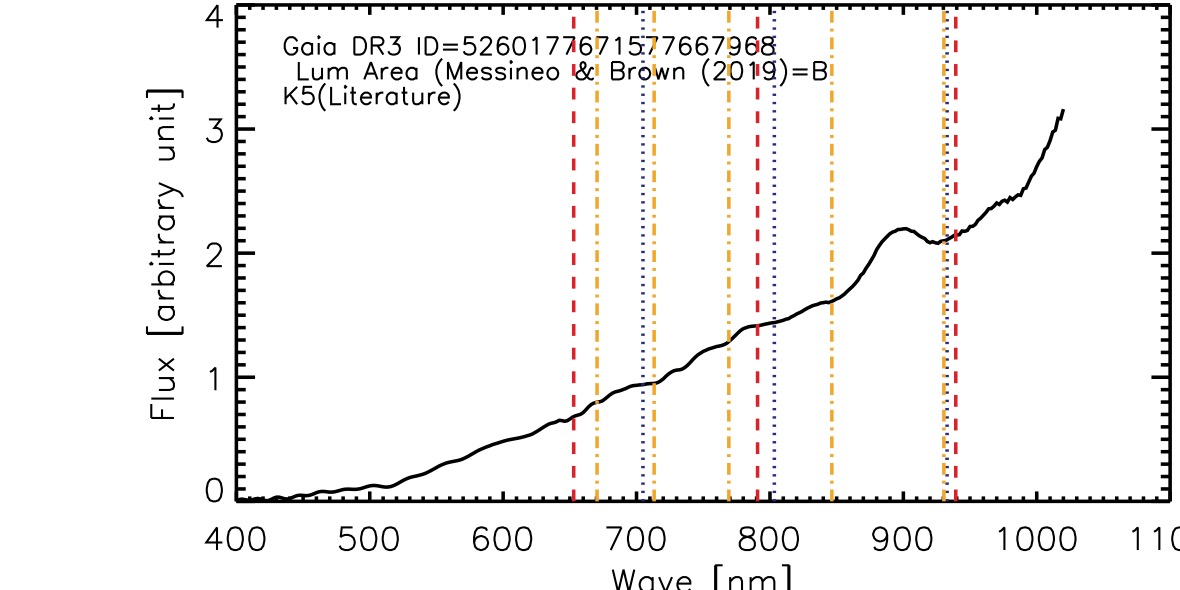 4
Gaia DR3 ID=5260177671577667968
Lum Area (Messineo & Brown (2019)=B
K5(Literature)
3
2
1
0
Flux [arbitrary unit]
400 500 600 700 800 900 1000 110
Wave [nm]